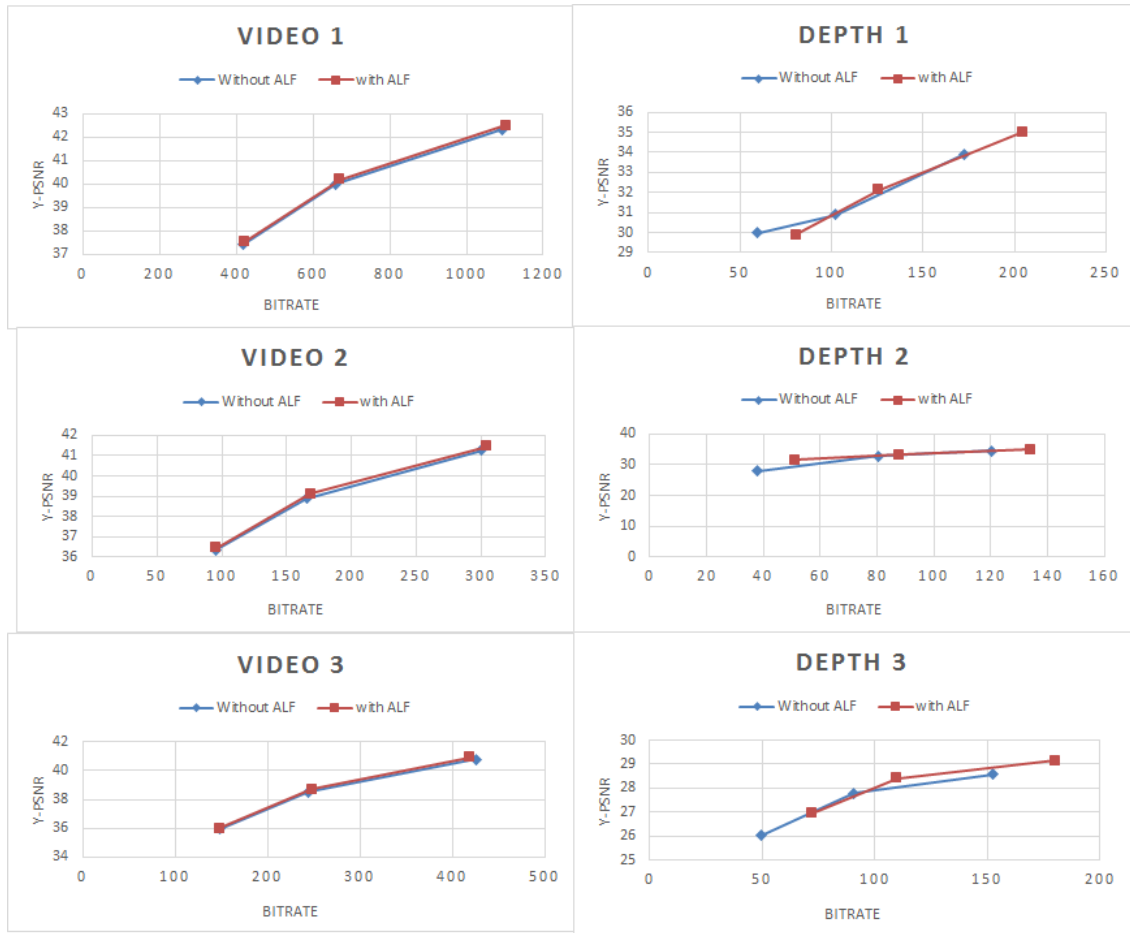 VIDEO 1
Without ALF with ALF
43
42
41
40
39
38
37
Y-PSNR
0 200 400 600 800 1000 1200
BITRATE
DEPTH 1
Without ALF with ALF
36
35
34
33
32
31
30
29
Y-PSNR
0 50 100 150 200 250
BITRATE
VIDEO 2
Without ALF with ALF
42
41
40
39
38
37
36
Y-PSNR
0 50 100 150 200 250 300 350
BITRATE
DEPTH 2
Without ALF with ALF
40
30
20
10
0
Y-PSNR
0 20 40 60 80 100 120 140 160
BITRATE
VIDEO 3
Without ALF with ALF
42
40
38
36
34
Y-PSNR
0 100 200 300 400 500
BITRATE
DEPTH 3
Without ALF with ALF
30
29
28
27
26
25
Y-PSNR
0 50 100 150 200
BITRATE